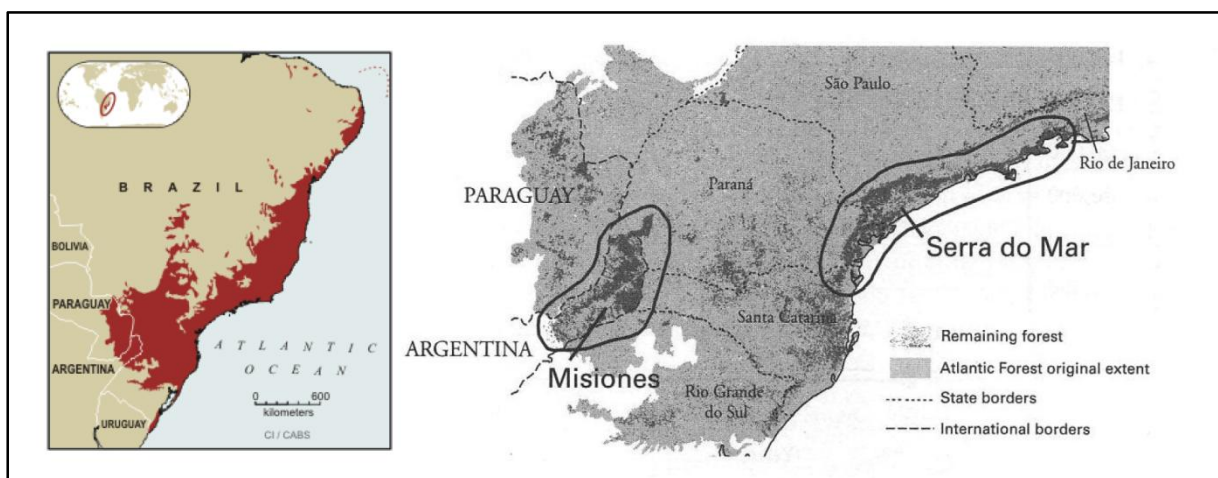 BRAZIL
BOLIVIA
PARAGUAY
ARGENTINA
URUGUAY
ATLANTIC
OCEAN
0 600
kilometers
CI / CABS
São Paulo
Rio de Janeiro
PARAGUAY
Paraná
Serra do Mar
Santa Catarina
ARGENTINA
Misiones
Rio Grande
do Sul
Remaining forest
Atlantic Forest original extent
State borders
International borders